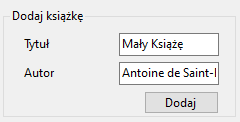 Dodaj książkę
Tytuł Mały Książę
Autor Antoine de Saint-
Dodaj